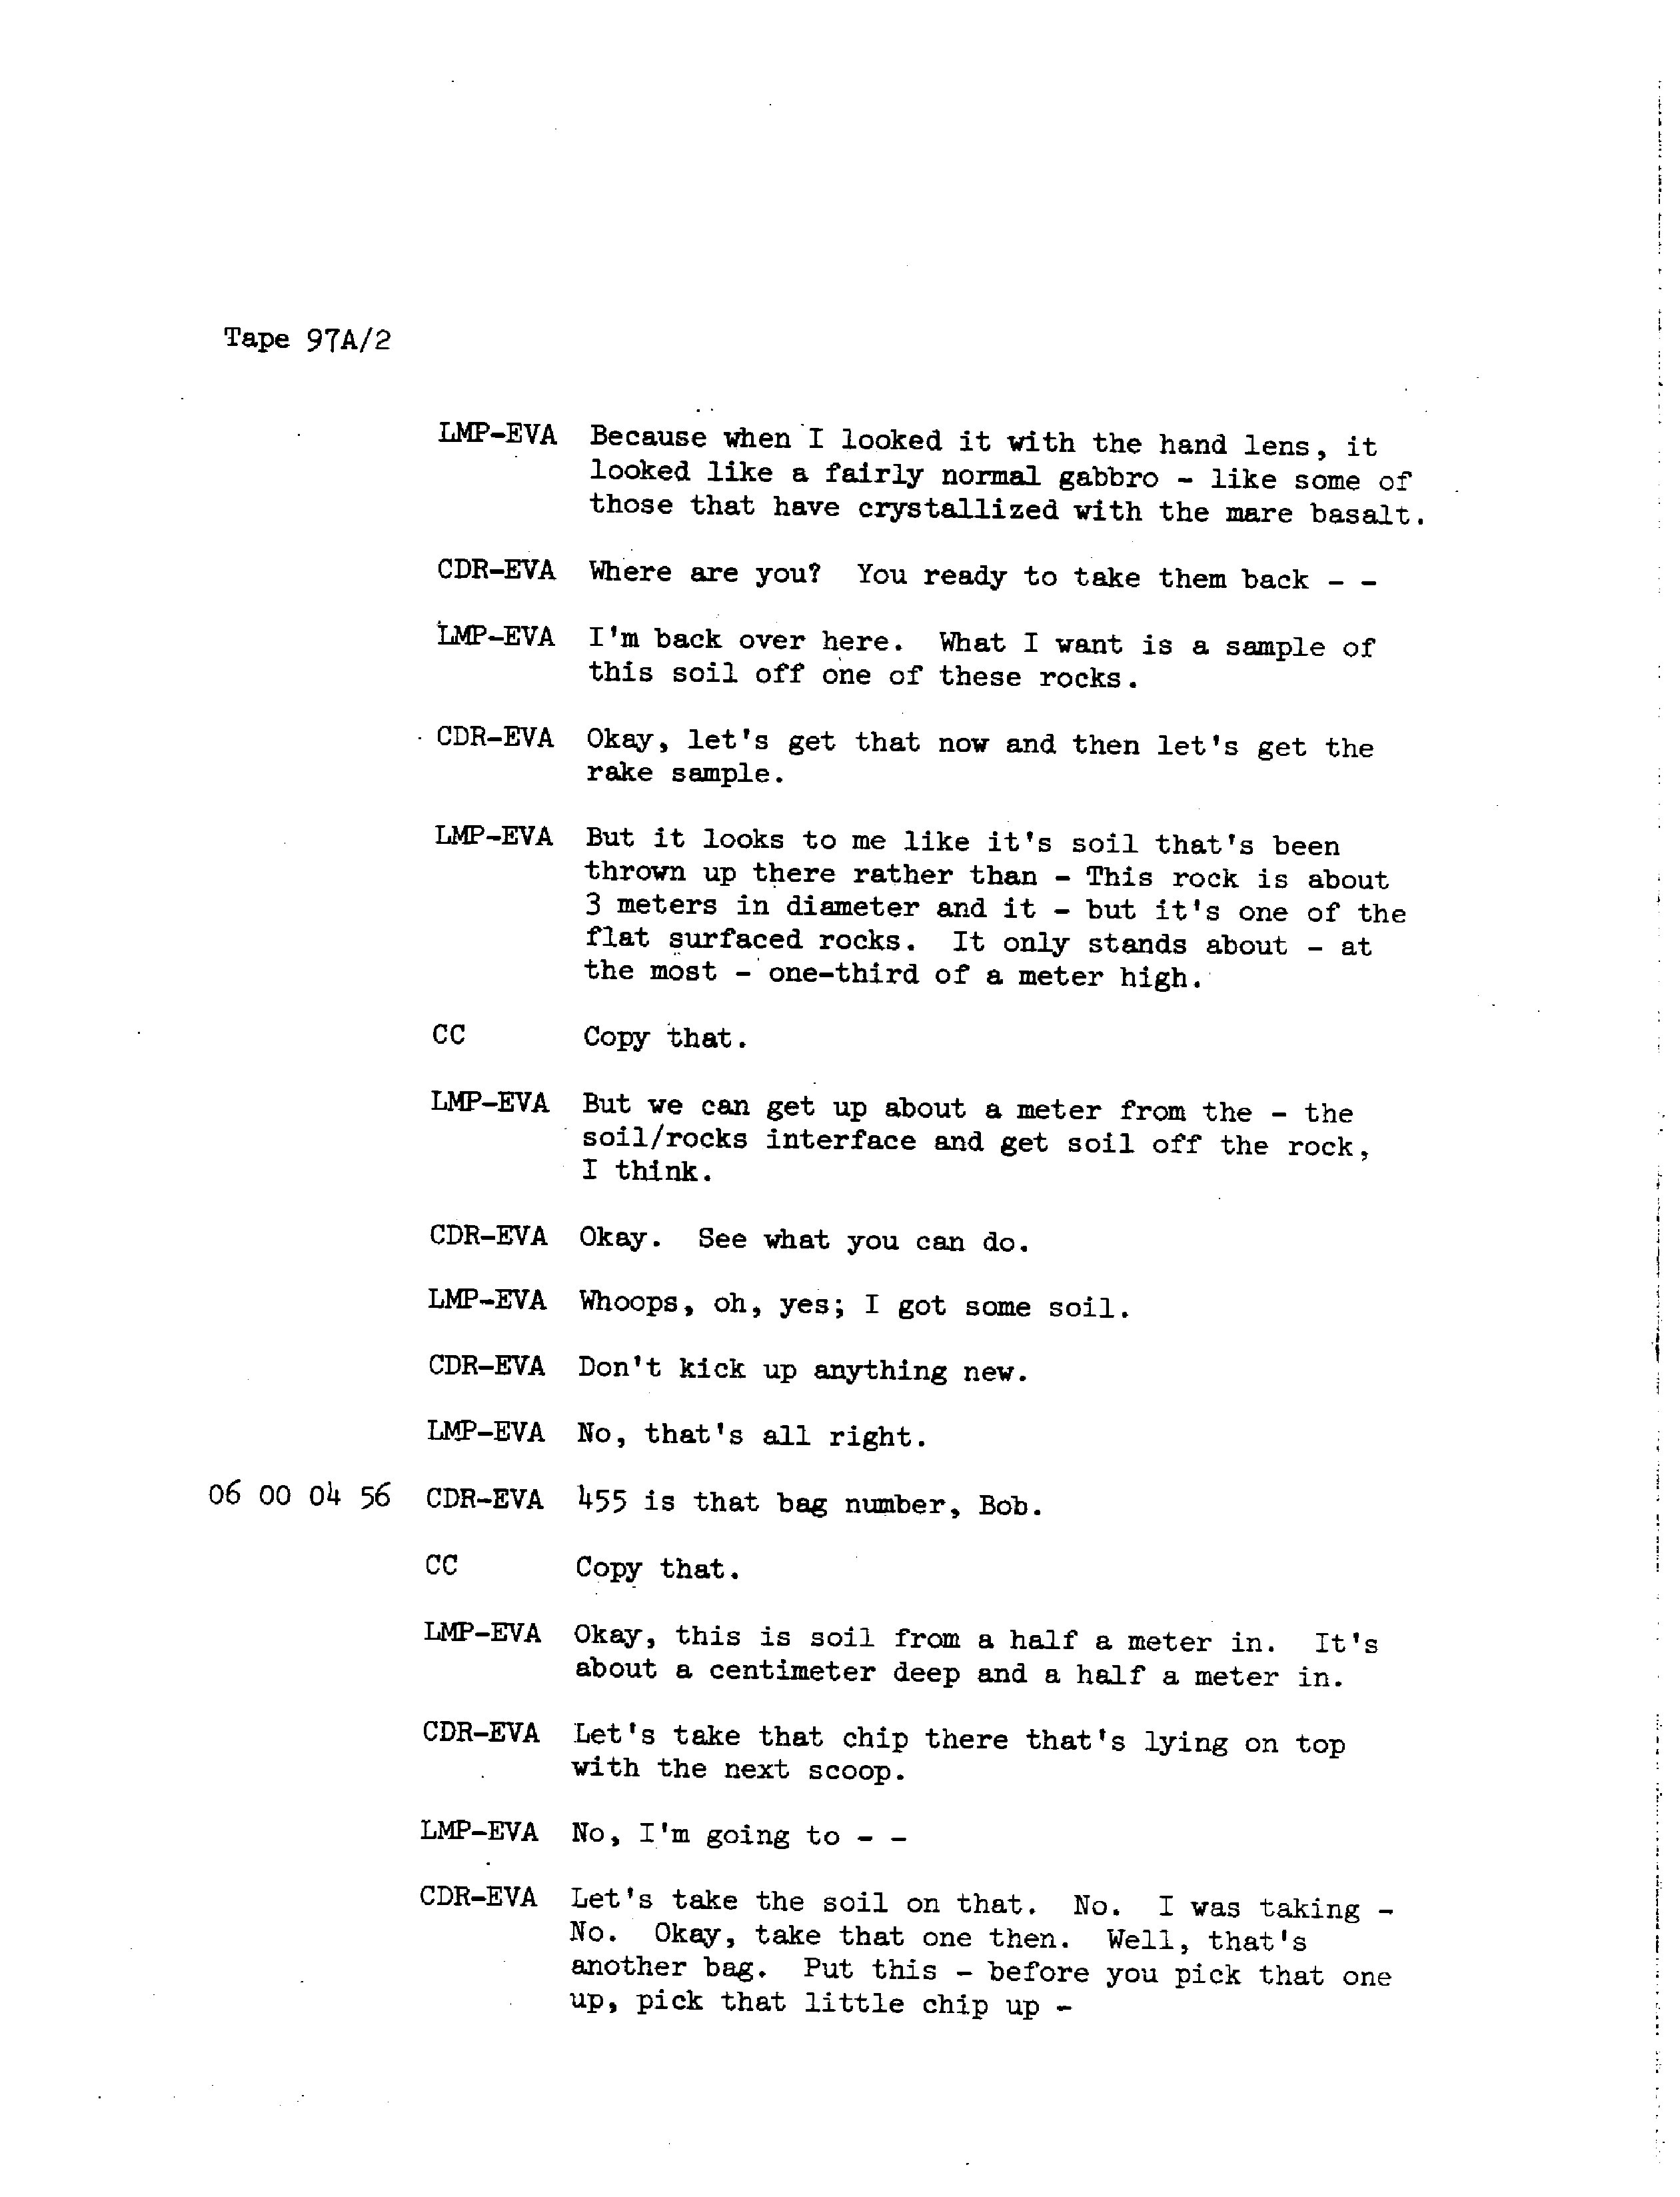 Tape 97A/2
LMP-EVA Because when I looked it with the hand lens, it
looked like a fairly normal gabbro - like some of
those that have crystallized with the mare basalt.
CDR-EVA Where are you? You ready to take them back - -
LMP-EVA I'm back over here. What I want is a sample of
this soil off one of these rocks.
CDR-EVA Okay, let's get that now and then let's get the
rake sample.
LMP-EVA But it looks to me like it's soil that's been
thrown up there rather than - This rock is about
3 meters in diameter and it - but it's one of the
flat surfaced rocks. It only stands about - at
the most - one-third of a meter high.
CC Copy that.
LMP-EVA But we can get up about a meter from the - the
soil/rocks interface and get soil off the rock,
I think.
CDR-EVA Okay. See what you can do.
LMP-EVA Whoops, oh, yes; I got some soil.
CDR-EVA Don't kick up anything new.
LMP-EVA No, that's all right.
06 00 04 56 CDR-EVA 455 is that bag number, Bob.
CC Copy that.
LMP-EVA Okay, this is soil from a half a meter in. It's
about a centimeter deep and a half a meter in.
CDR-EVA Let's take that chip there that's lying on top
with the next scoop.
LMP-EVA No, I'm going to - -
CDR-EVA Let's take the soil on that. No. I was taking -
No. Okay, take that one then. Well, that's
another bag. Put this - before you pick that one
up, pick that little chip up -